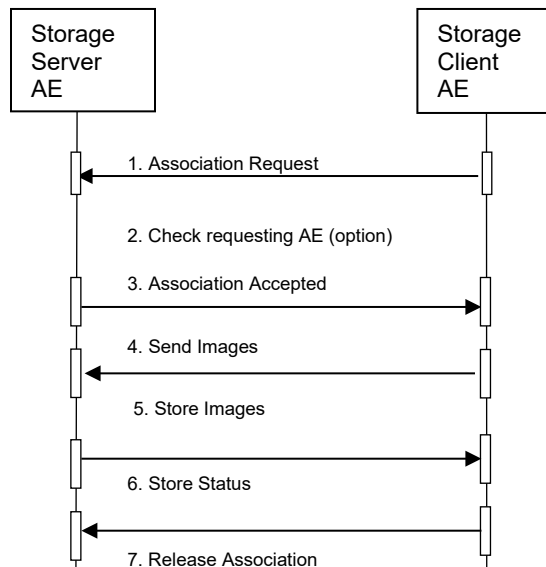 Storage
Server
AE
Storage
Client
AE
1. Association Request
2. Check requesting AE (option)
3. Association Accepted
4. Send Images
5. Store Images
6. Store Status
7. Release Association